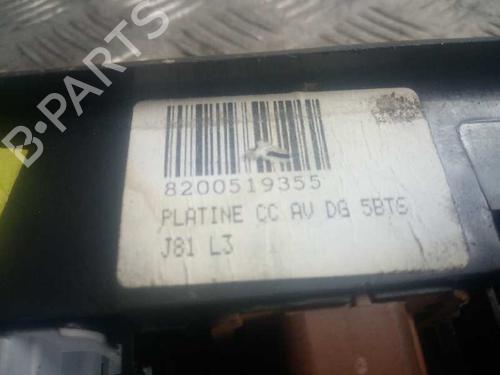 8200519355
PLATINE CC AV DG 5BTS
J81 L3
B-PARTS